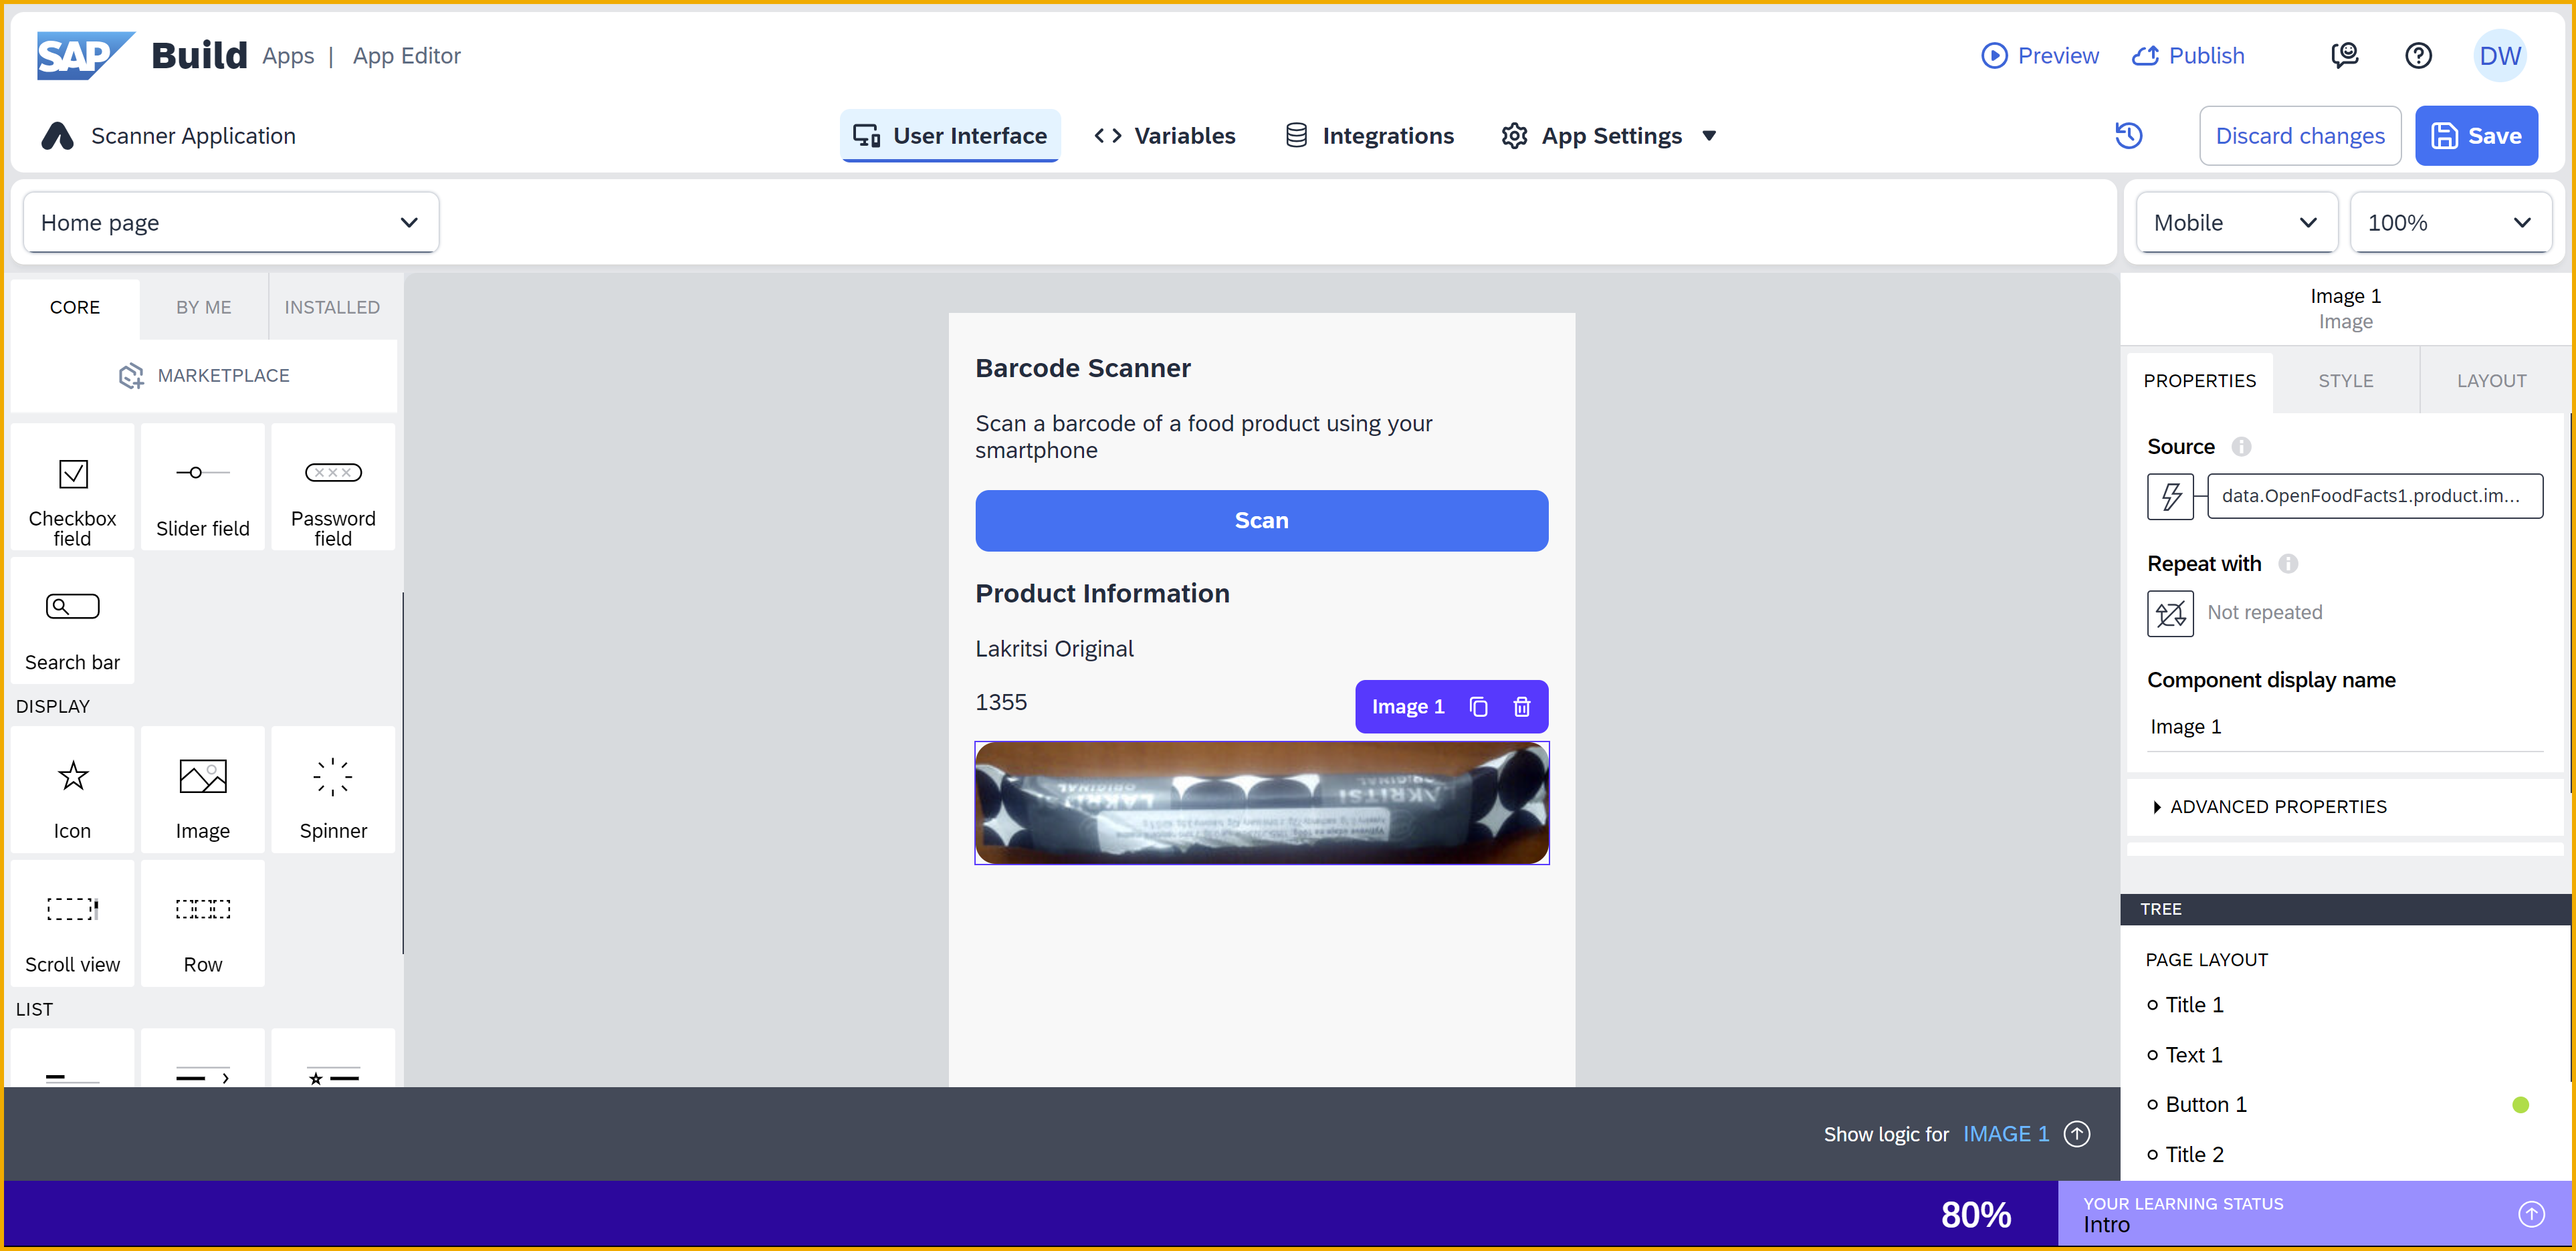 SAP Build Apps | App Editor
Preview Publish DW
Scanner Application
User Interface Variables Integrations App Settings
Discard changes Save
Home page
Mobile 100%
CORE BY ME INSTALLED
MARKETPLACE
Checkbox field
Slider field
Password field
Search bar
DISPLAY
Icon
Image
Spinner
Scroll view
Row
LIST
Barcode Scanner
Scan a barcode of a food product using your
smartphone
Scan
Product Information
Lakritsi Original
1355
Image 1
ORIGINAL
LAKRITSI
ORIGINAL
LAKRITSI
Show logic for IMAGE 1
Image 1
Image
PROPERTIES STYLE LAYOUT
Source
data.OpenFoodFacts1.product.im...
Repeat with
Not repeated
Component display name
Image 1
ADVANCED PROPERTIES
TREE
PAGE LAYOUT
Title 1
Text 1
Button 1
Title 2
80%
YOUR LEARNING STATUS
Intro